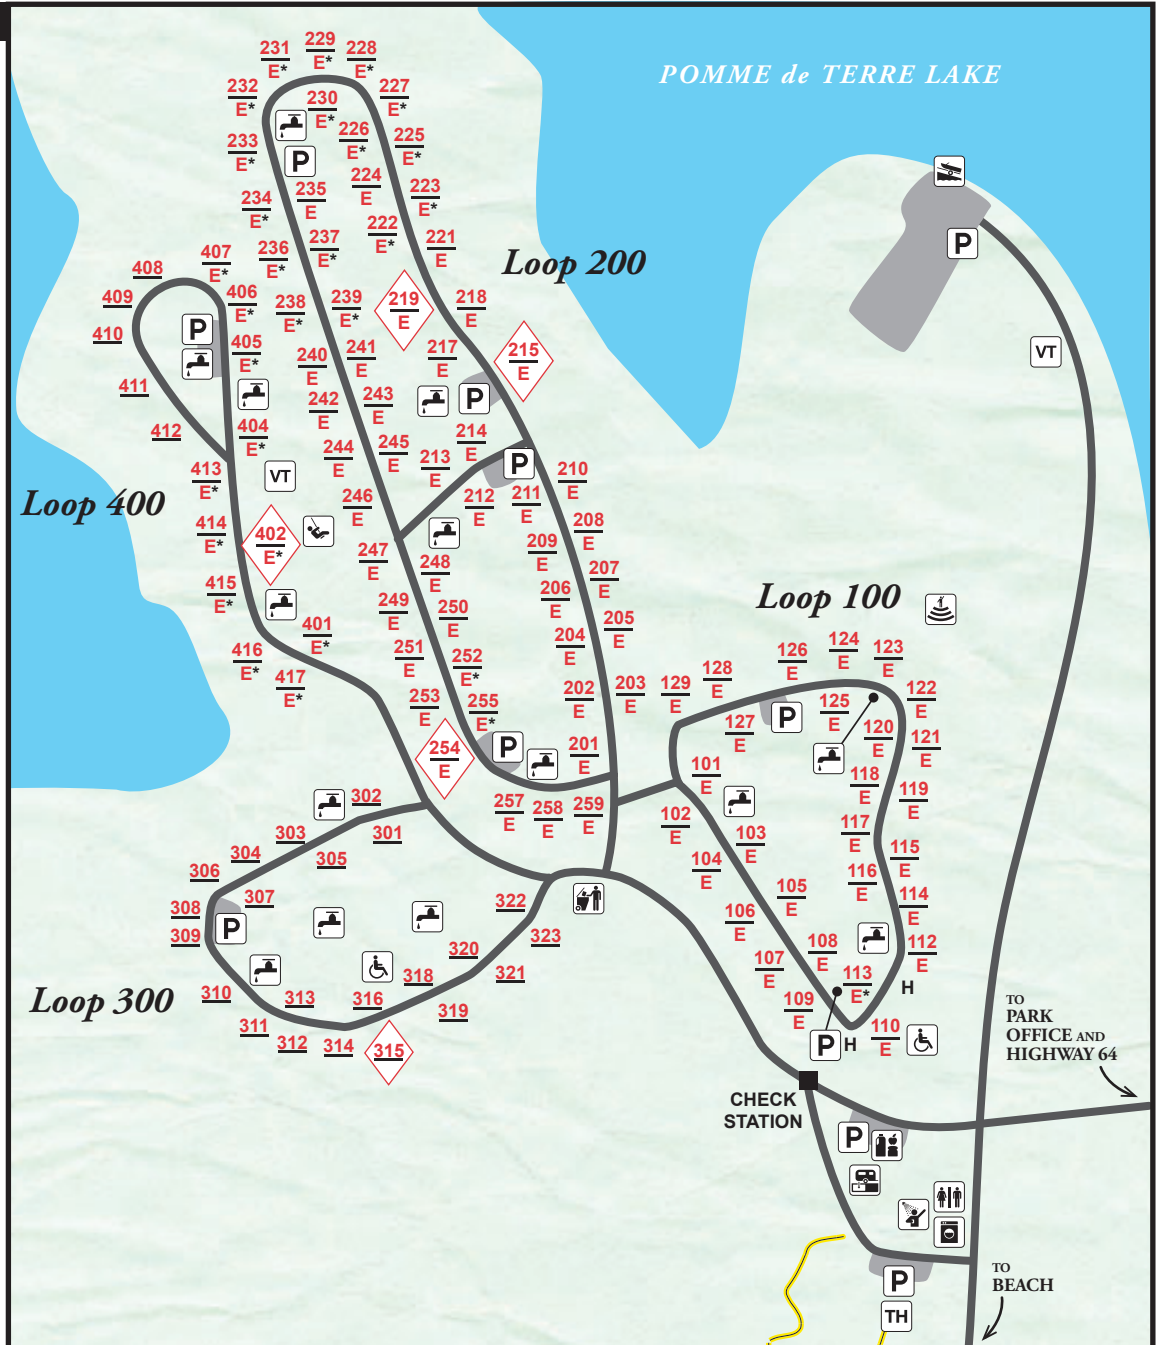 POMME de TERRE LAKE
231
E*
229
E*
228
E*
232
E*
230
E*
227
E*
226
E*
225
E*
233
E*
P
224
E
235
E
223
E*
234
E*
222
E*
237
E*
221
E
236
E*
Loop 200
P
407
E*
408
409
406
E*
238
E*
239
E*
219
E
218
E
410
P
405
E*
240
E
241
E
217
E
215
E
VT
411
242
E
243
E
P
412
404
E*
244
E
245
E
214
E
213
E
P
413
E*
VT
210
E
Loop 400
246
E
212
E
211
E
414
E*
402
E*
208
E
247
E
209
E
248
E
207
E
415
E*
206
E
Loop 100
249
E
250
E
205
E
401
E*
204
E
416
E*
251
E
252
E*
126
E
124
E
123
E
417
E*
202
E
203
E
129
E
128
E
253
E
255
E*
127
E
P
125
E
122
E
254
E
P
201
E
120
E
121
E
101
E
118
E
302
257
E
258
E
259
E
119
E
303
301
102
E
103
E
117
E
304
305
104
E
115
E
306
116
E
307
322
105
E
114
E
308
P
309
323
106
E
108
E
112
E
320
107
E
113
E*
318
321
H
310
313
316
Loop 300
319
109
E
311
312
314
315
P
H
110
E
TO
PARK
OFFICE AND
HIGHWAY 64
CHECK
STATION
P
TO
BEACH
P
TH